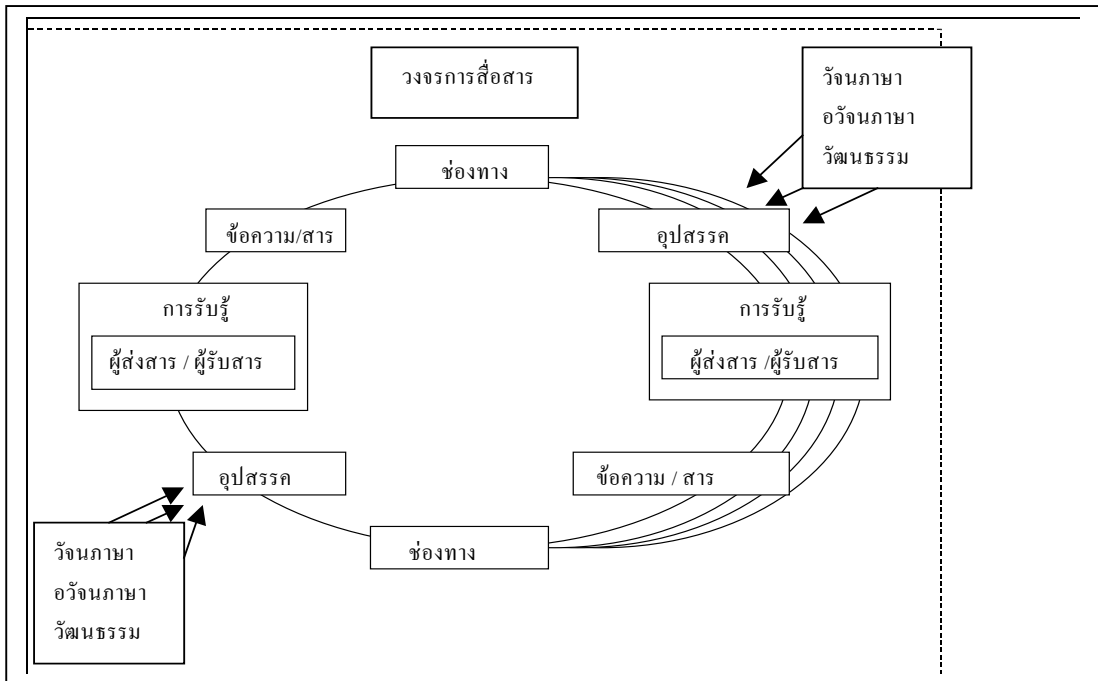 วงจรการสื่อสาร
วัจนภาษา
อวัจนภาษา
วัฒนธรรม
ช่องทาง
ข้อความ/สาร
อุปสรรค
การรับรู้
ผู้ส่งสาร / ผู้รับสาร
การรับรู้
ผู้ส่งสาร /ผู้รับสาร
อุปสรรค
ข้อความ / สาร
ช่องทาง
วัจนภาษา
อวัจนภาษา
วัฒนธรรม